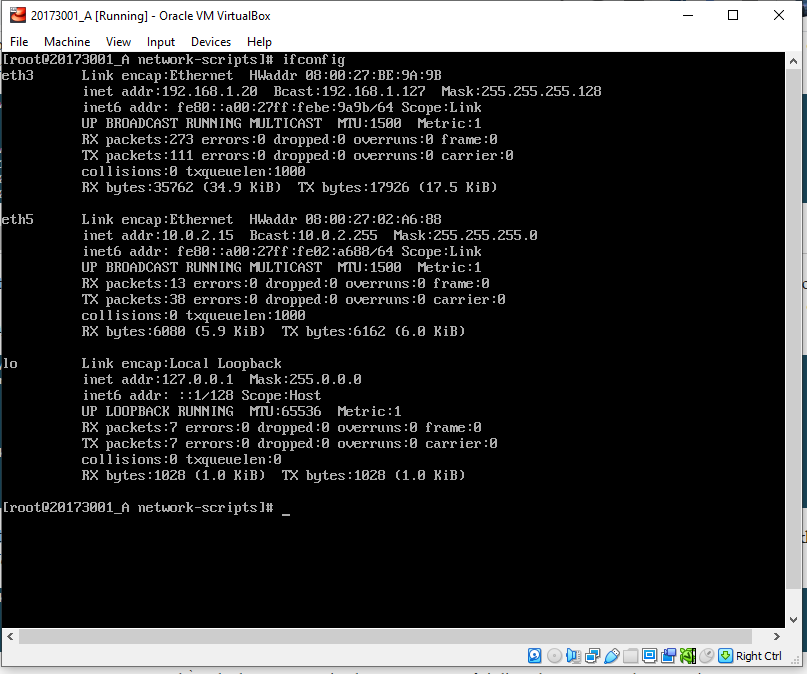 20173001_A [Running] - Oracle VM VirtualBox
File Machine View Input Devices Help
[root@20173001_A network-scripts]# ifconfig
eth3 Link encap:Ethernet HWaddr 08:00:27:BE:9A:9B
inet addr:192.168.1.20 Bcast:192.168.1.127 Mask:255.255.255.128
inet6 addr: fe80::a00:27ff:febe:9a9b/64 Scope:Link
UP BROADCAST RUNNING MULTICAST MTU:1500 Metric:1
RX packets:273 errors:0 dropped:0 overruns:0 frame:0
TX packets:111 errors:0 dropped:0 overruns:0 carrier:0
collisions:0 txqueuelen:1000
RX bytes:35762 (34.9 KiB) TX bytes:17926 (17.5 KiB)
eth5 Link encap:Ethernet HWaddr 08:00:27:02:A6:88
inet addr:10.0.2.15 Bcast:10.0.2.255 Mask:255.255.255.0
inet6 addr: fe80::a00:27ff:fe02:a688/64 Scope:Link
UP BROADCAST RUNNING MULTICAST MTU:1500 Metric:1
RX packets:13 errors:0 dropped:0 overruns:0 frame:0
TX packets:38 errors:0 dropped:0 overruns:0 carrier:0
collisions:0 txqueuelen:1000
RX bytes:6080 (5.9 KiB) TX bytes:6162 (6.0 KiB)
lo Link encap:Local Loopback
inet addr:127.0.0.1 Mask:255.0.0.0
inet6 addr: ::1/128 Scope:Host
UP LOOPBACK RUNNING MTU:65536 Metric:1
RX packets:7 errors:0 dropped:0 overruns:0 frame:0
TX packets:7 errors:0 dropped:0 overruns:0 carrier:0
collisions:0 txqueuelen:0
RX bytes:1028 (1.0 KiB) TX bytes:1028 (1.0 KiB)
[root@20173001_A network-scripts]# _
Right Ctrl